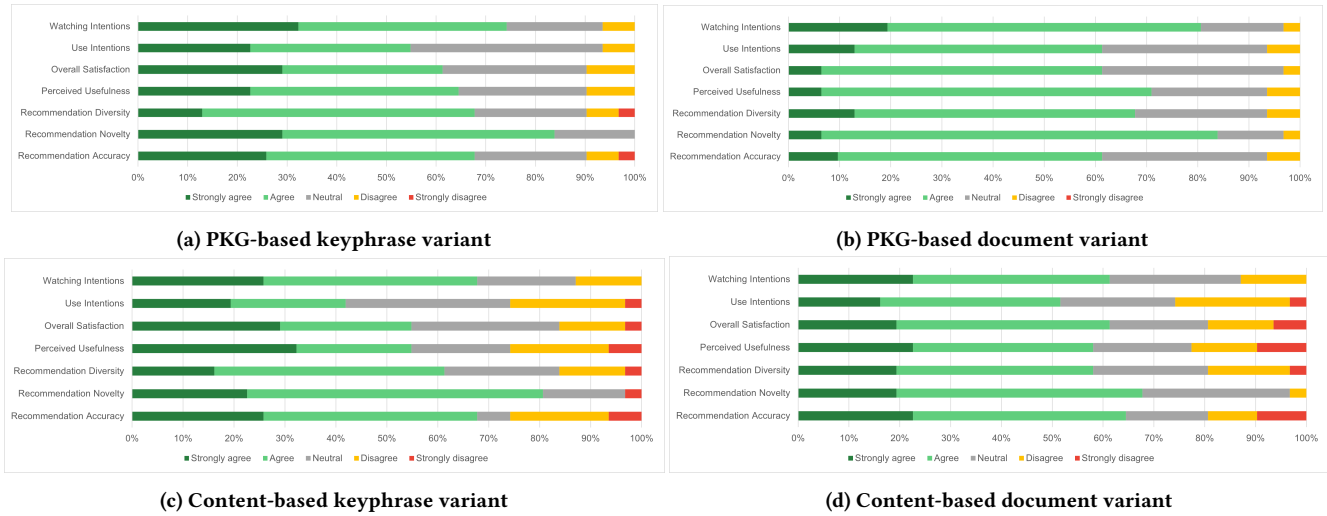 Watching Intentions
Use Intentions
Overall Satisfaction
Perceived Usefulness
Recommendation Diversity
Recommendation Novelty
Recommendation Accuracy
0% 10% 20% 30% 40% 50% 60% 70% 80% 90% 100%
Strongly agree Agree Neutral Disagree Strongly disagree
(a) PKG-based keyphrase variant
Watching Intentions
Use Intentions
Overall Satisfaction
Perceived Usefulness
Recommendation Diversity
Recommendation Novelty
Recommendation Accuracy
0% 10% 20% 30% 40% 50% 60% 70% 80% 90% 100%
Strongly agree Agree Neutral Disagree Strongly disagree
(b) PKG-based document variant
Watching Intentions
Use Intentions
Overall Satisfaction
Perceived Usefulness
Recommendation Diversity
Recommendation Novelty
Recommendation Accuracy
0% 10% 20% 30% 40% 50% 60% 70% 80% 90% 100%
Strongly agree Agree Neutral Disagree Strongly disagree
(c) Content-based keyphrase variant
Watching Intentions
Use Intentions
Overall Satisfaction
Perceived Usefulness
Recommendation Diversity
Recommendation Novelty
Recommendation Accuracy
0% 10% 20% 30% 40% 50% 60% 70% 80% 90% 100%
Strongly agree Agree Neutral Disagree Strongly disagree
(d) Content-based document variant